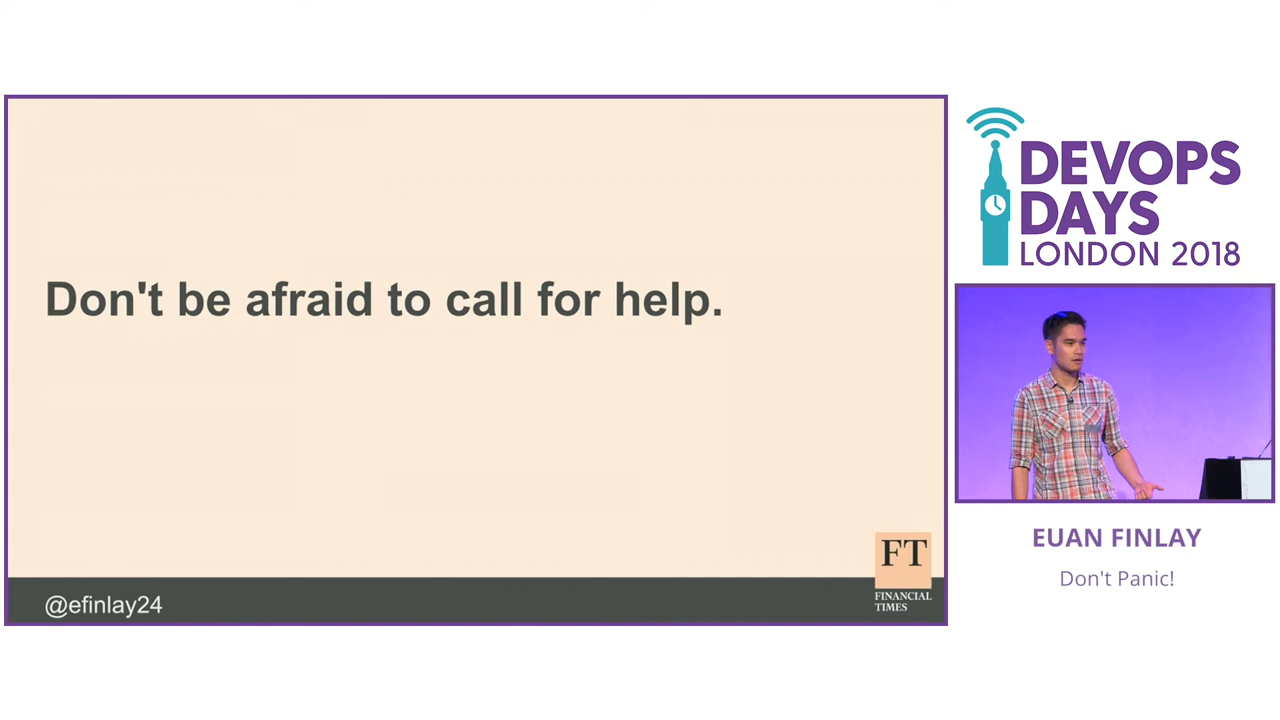 Don't be afraid to call for help.
@efinlay24
FT
FINANCIAL
TIMES
DEVOPS
DAYS
LONDON 2018
EUAN FINLAY
Don't Panic!